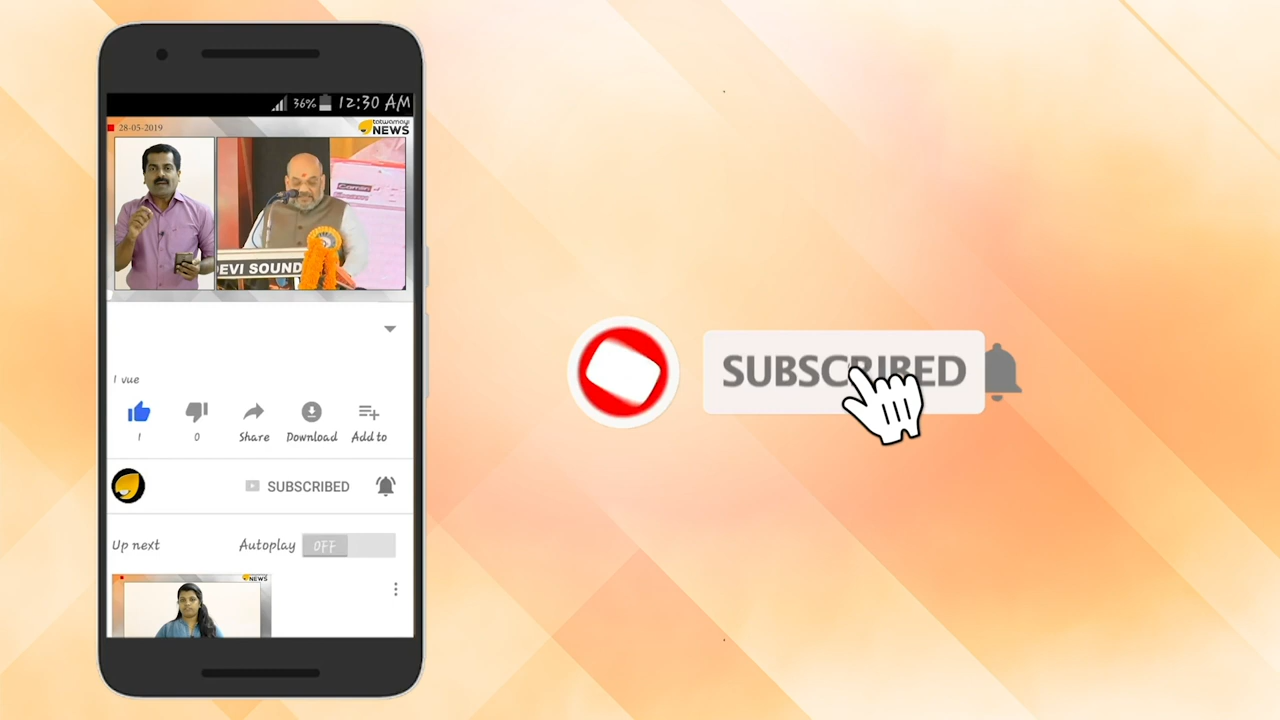 36% 12:30 AM
28-05-2019
tatwamayi
NEWS
DEVI SOUND
1 vue
1
0
Share
Download
Add to
SUBSCRIBED
Up next
Autoplay
OFF
NEWS
SUBSCRIBED